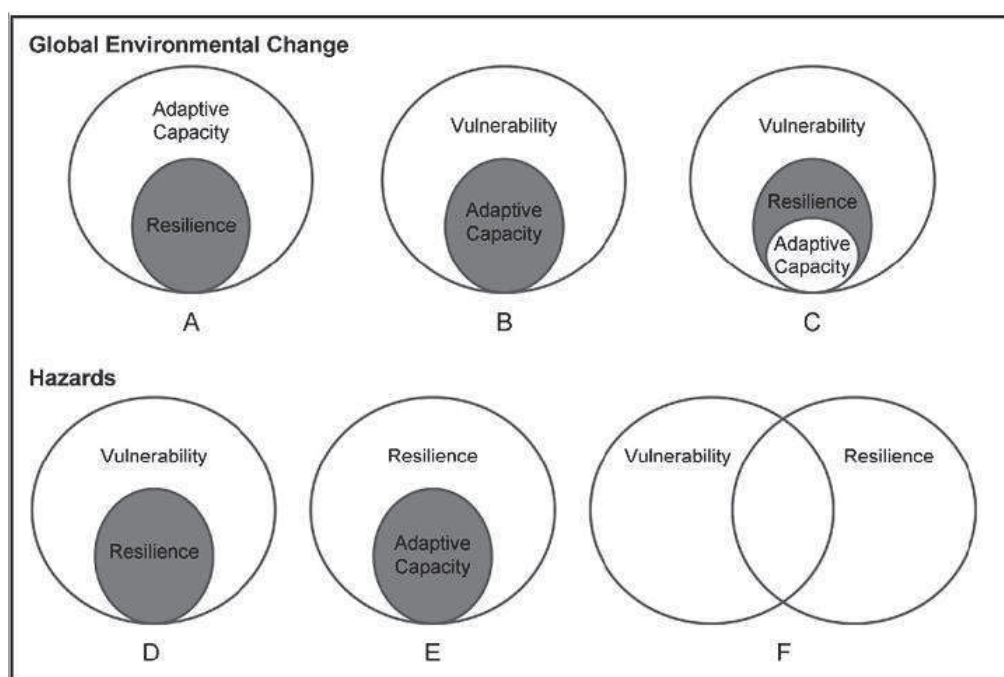 Global Environmental Change
Adaptive
Capacity
Resilience
A
Vulnerability
Adaptive
Capacity
B
Vulnerability
Resilience
Adaptive
Capacity
C
Hazards
Vulnerability
Resilience
D
Resilience
Adaptive
Capacity
E
Vulnerability
Resilience
F